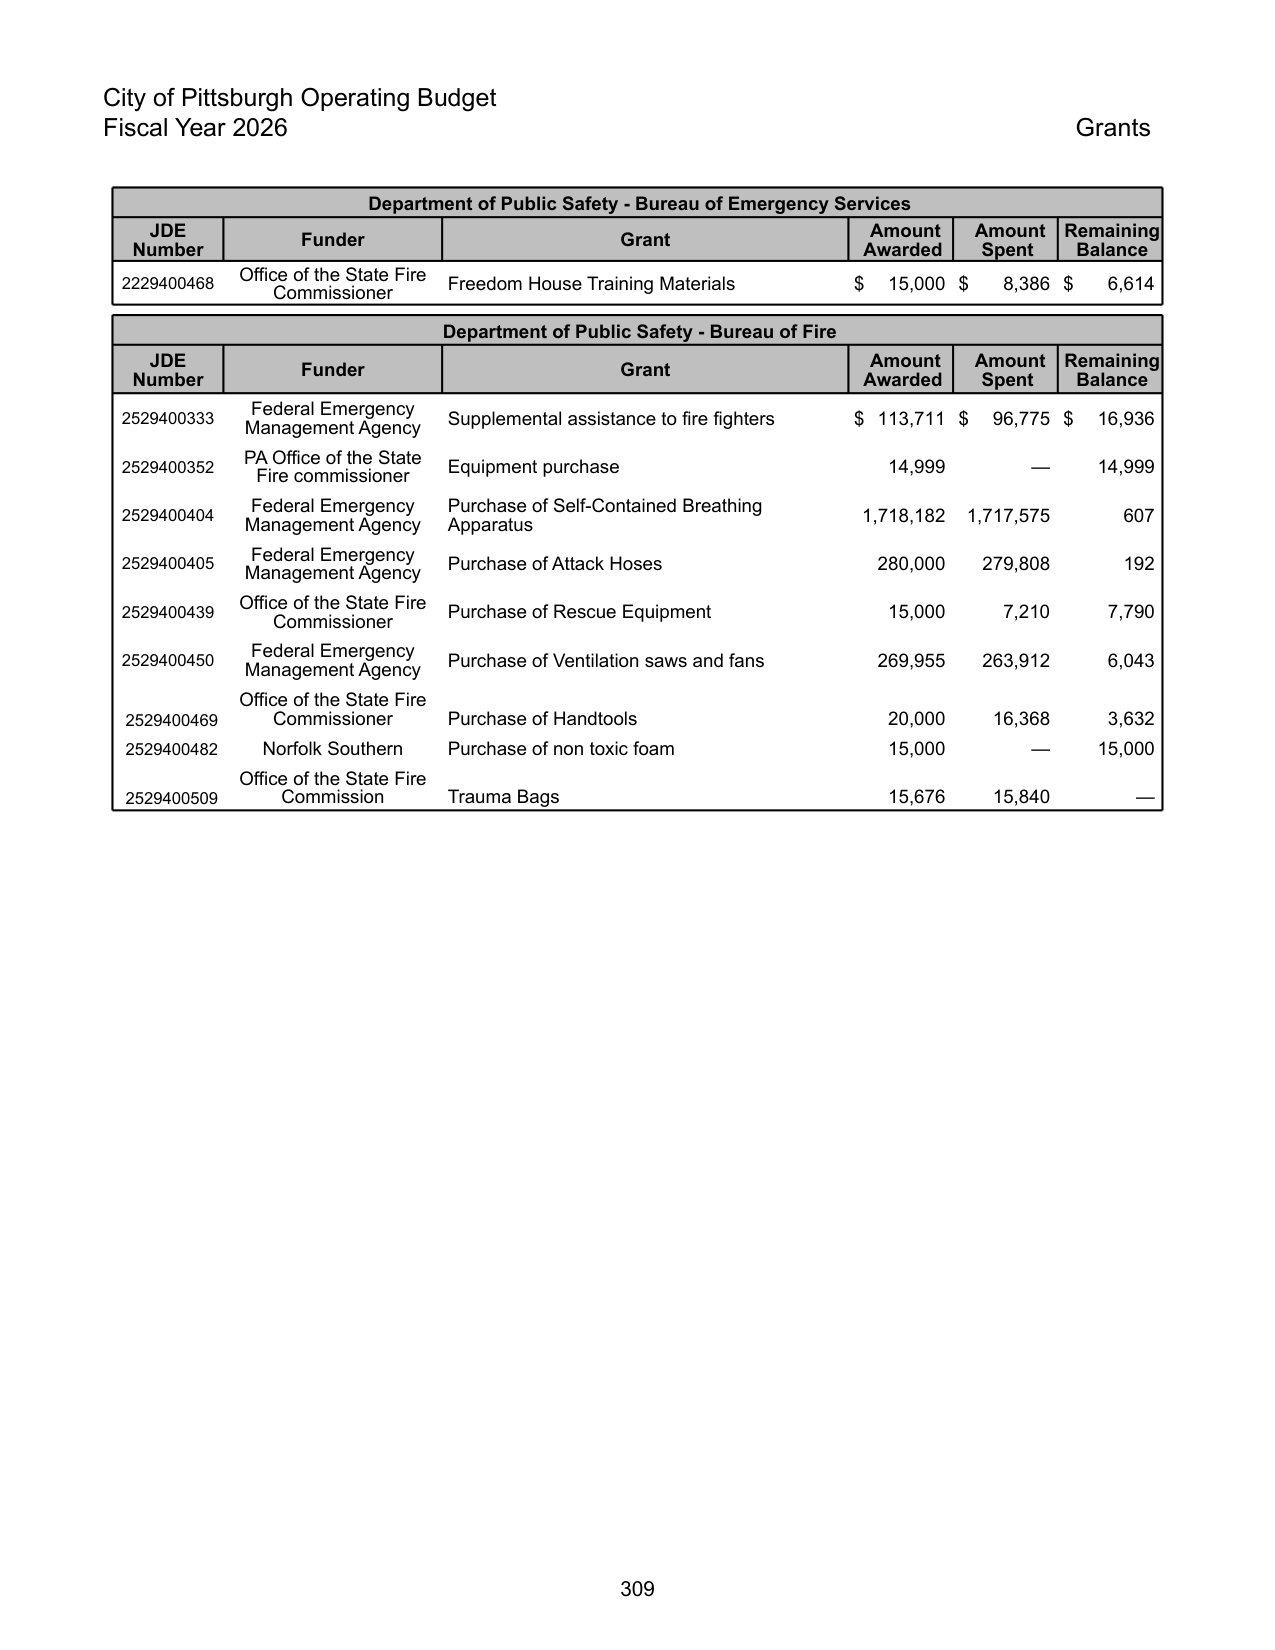 City of Pittsburgh Operating Budget
Fiscal Year 2026 Grants
Department of Public Safety - Bureau of Emergency Services
JDE Number Funder Grant Amount Awarded Amount Spent Remaining Balance
2229400468 Office of the State Fire Commissioner Freedom House Training Materials $ 15,000 $ 8,386 $ 6,614
Department of Public Safety - Bureau of Fire
JDE Number Funder Grant Amount Awarded Amount Spent Remaining Balance
2529400333 Federal Emergency Management Agency Supplemental assistance to fire fighters $ 113,711 $ 96,775 $ 16,936
2529400352 PA Office of the State Fire commissioner Equipment purchase 14,999 — 14,999
2529400404 Federal Emergency Management Agency Purchase of Self-Contained Breathing Apparatus 1,718,182 1,717,575 607
2529400405 Federal Emergency Management Agency Purchase of Attack Hoses 280,000 279,808 192
2529400439 Office of the State Fire Commissioner Purchase of Rescue Equipment 15,000 7,210 7,790
2529400450 Federal Emergency Management Agency Purchase of Ventilation saws and fans 269,955 263,912 6,043
2529400469 Office of the State Fire Commissioner Purchase of Handtools 20,000 16,368 3,632
2529400482 Norfolk Southern Purchase of non toxic foam 15,000 — 15,000
2529400509 Office of the State Fire Commission Trauma Bags 15,676 15,840 —
309